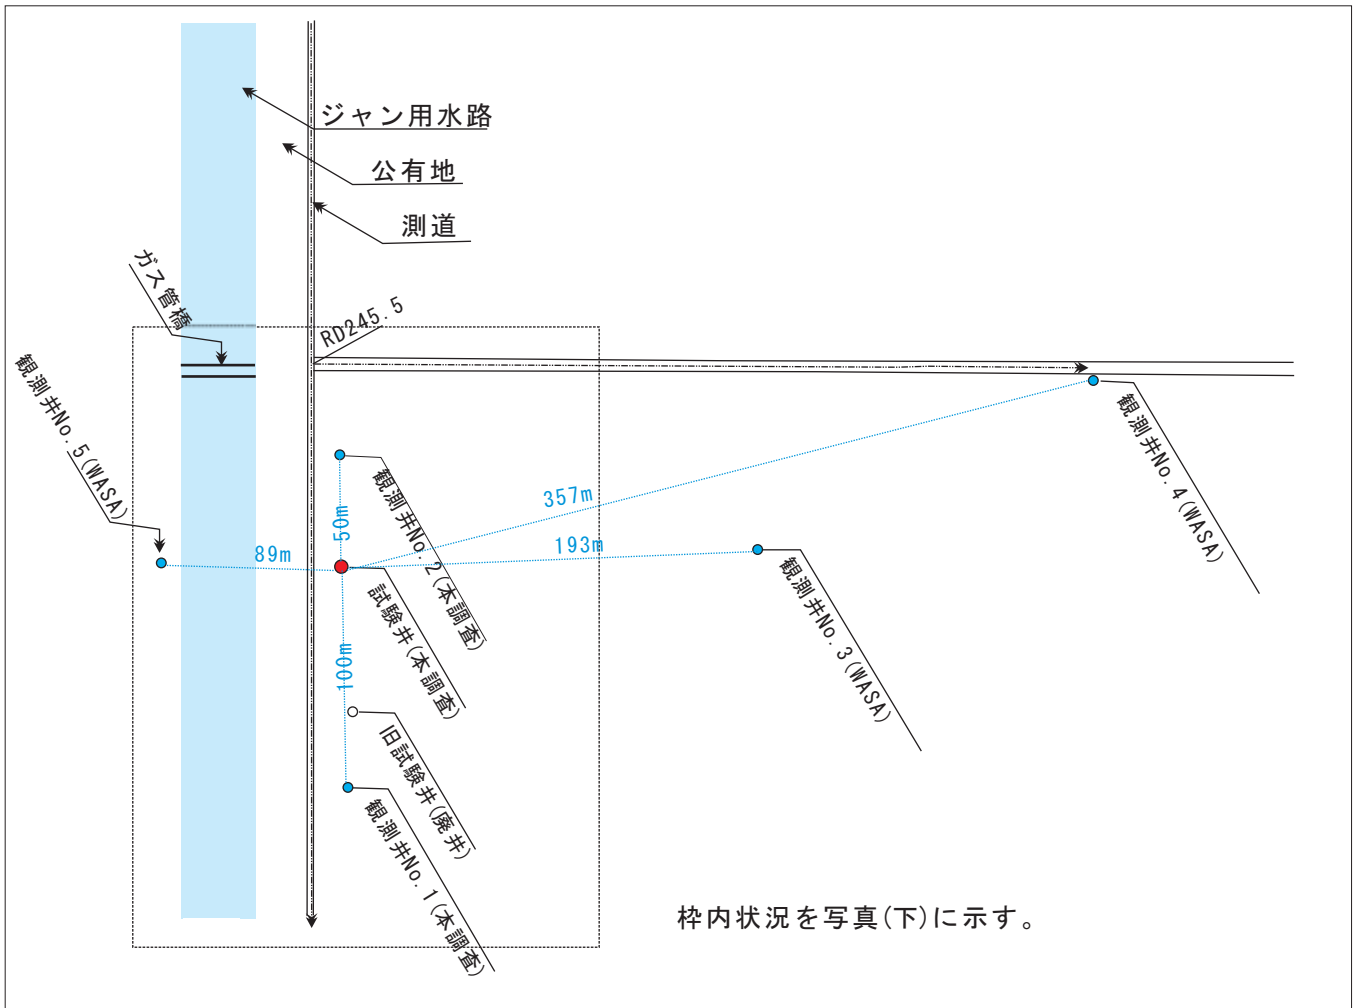 ジャン用水路
公有地
測道
ガス管橋
RD245.5
観測井No.5(WASA)
観測井No.4(WASA)
357m
50m
観測井No.2(本調査)
89m
193m
試験井(本調査)
観測井No.3(WASA)
100m
旧試験井(廃井)
観測井No.1(本調査)
枠内状況を写真(下)に示す。